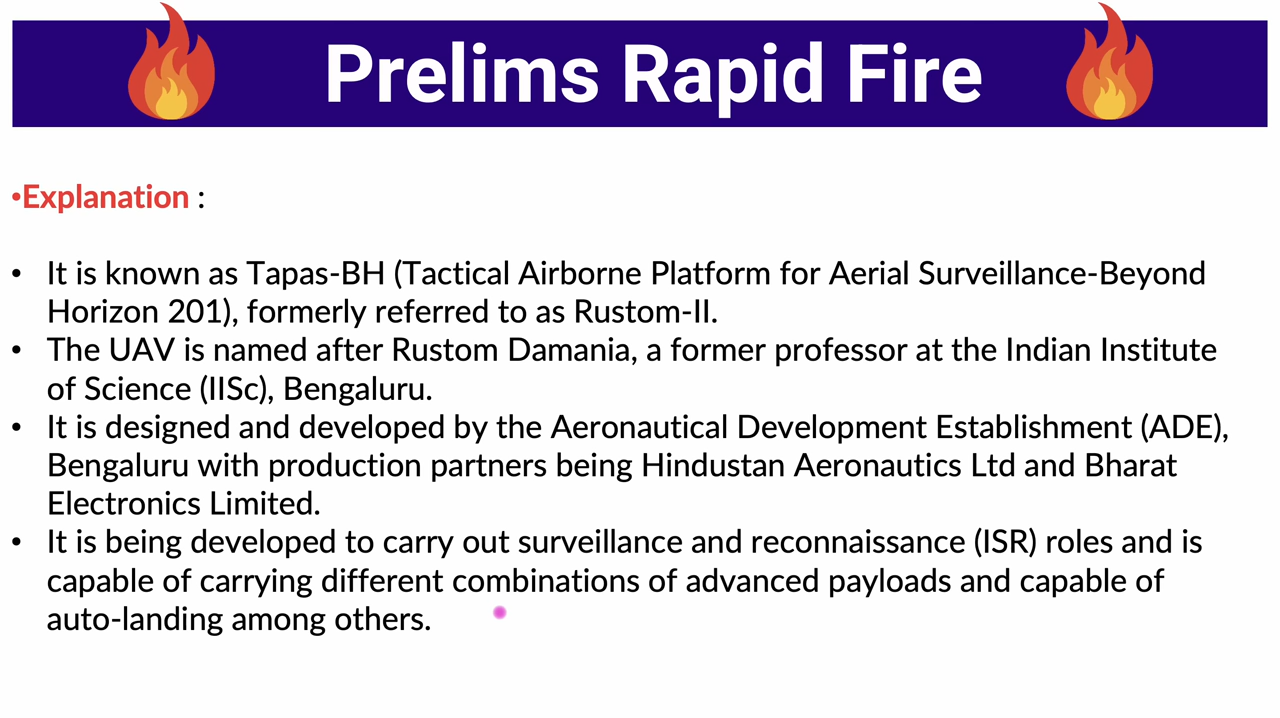 Prelims Rapid Fire
•Explanation :
• It is known as Tapas-BH (Tactical Airborne Platform for Aerial Surveillance-Beyond
Horizon 201), formerly referred to as Rustom-II.
• The UAV is named after Rustom Damania, a former professor at the Indian Institute
of Science (IISc), Bengaluru.
• It is designed and developed by the Aeronautical Development Establishment (ADE),
Bengaluru with production partners being Hindustan Aeronautics Ltd and Bharat
Electronics Limited.
• It is being developed to carry out surveillance and reconnaissance (ISR) roles and is
capable of carrying different combinations of advanced payloads and capable of
auto-landing among others.